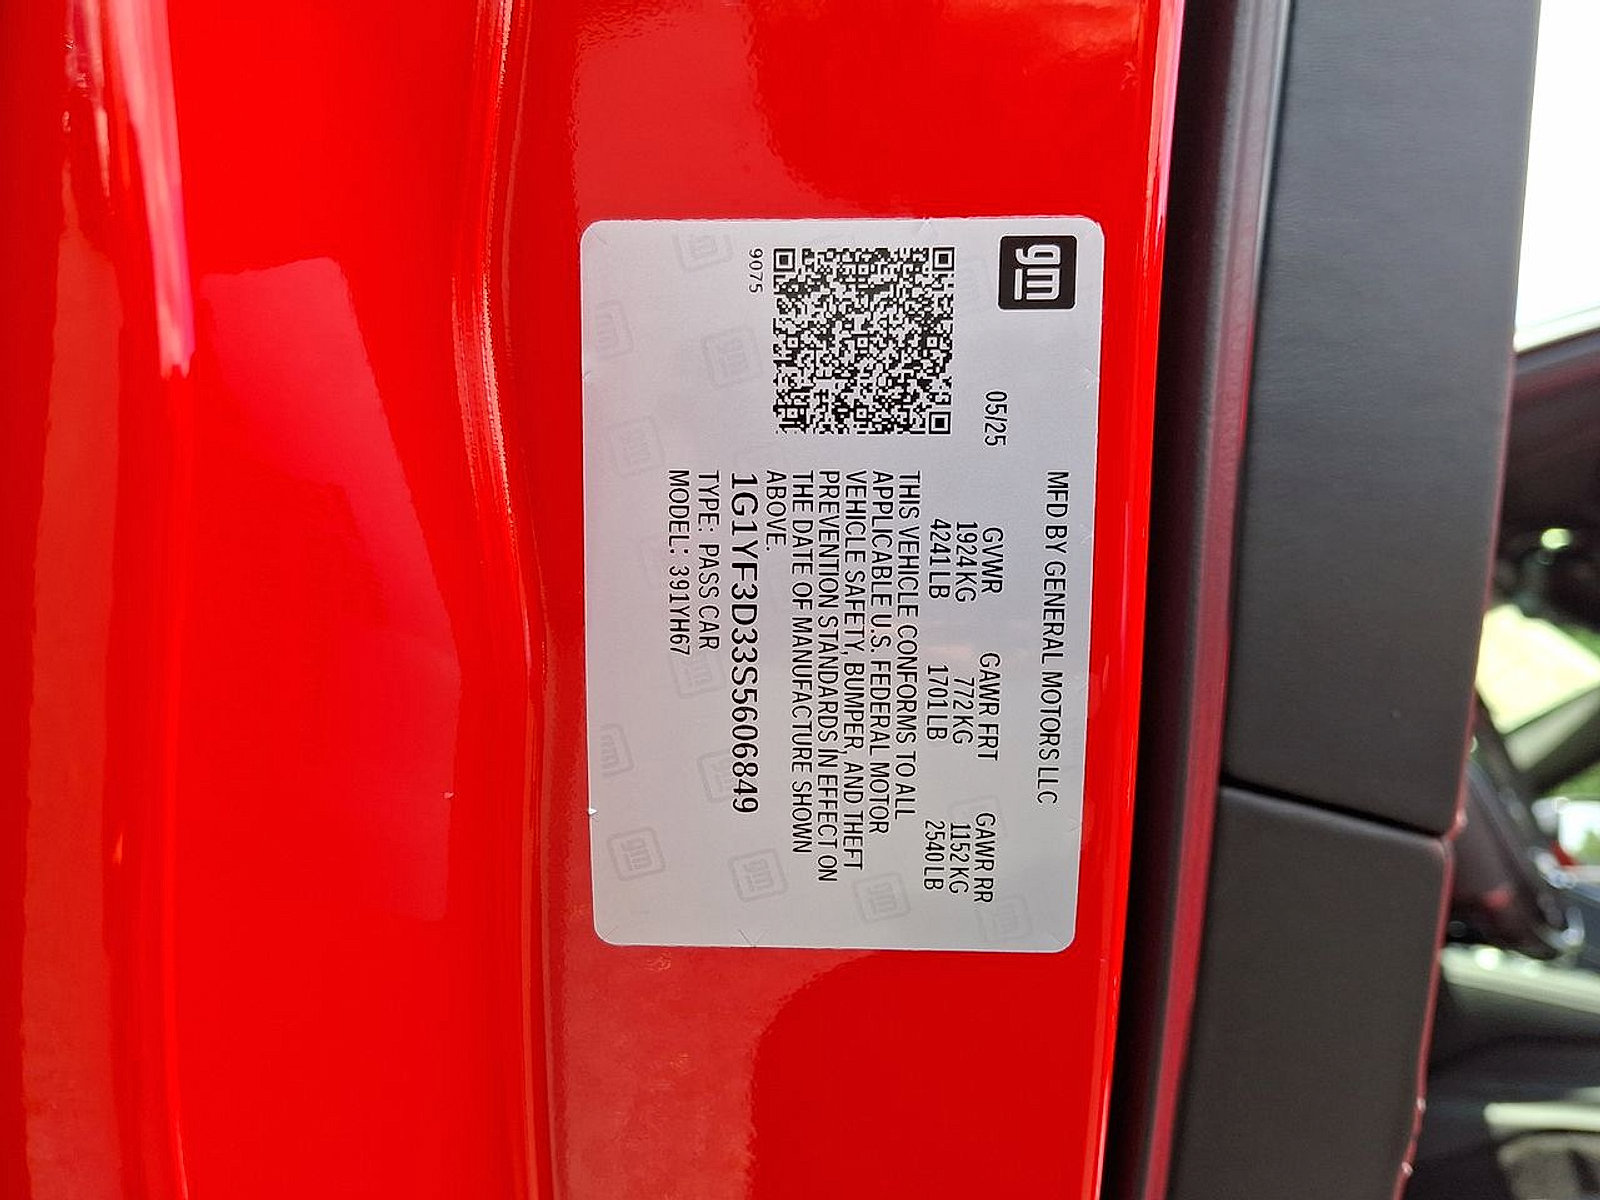 gm
MFD BY GENERAL MOTORS LLC
05/25
GVWR GAWR FRT GAWR RR
1924KG 772KG 1152KG
4241LB 1701LB 2540LB
THIS VEHICLE CONFORMS TO ALL
APPLICABLE U.S. FEDERAL MOTOR
VEHICLE SAFETY, BUMPER, AND THEFT
PREVENTION STANDARDS IN EFFECT ON
THE DATE OF MANUFACTURE SHOWN
ABOVE.
1G1YF3D33S5606849
TYPE: PASS CAR
MODEL: 391YH67
9075